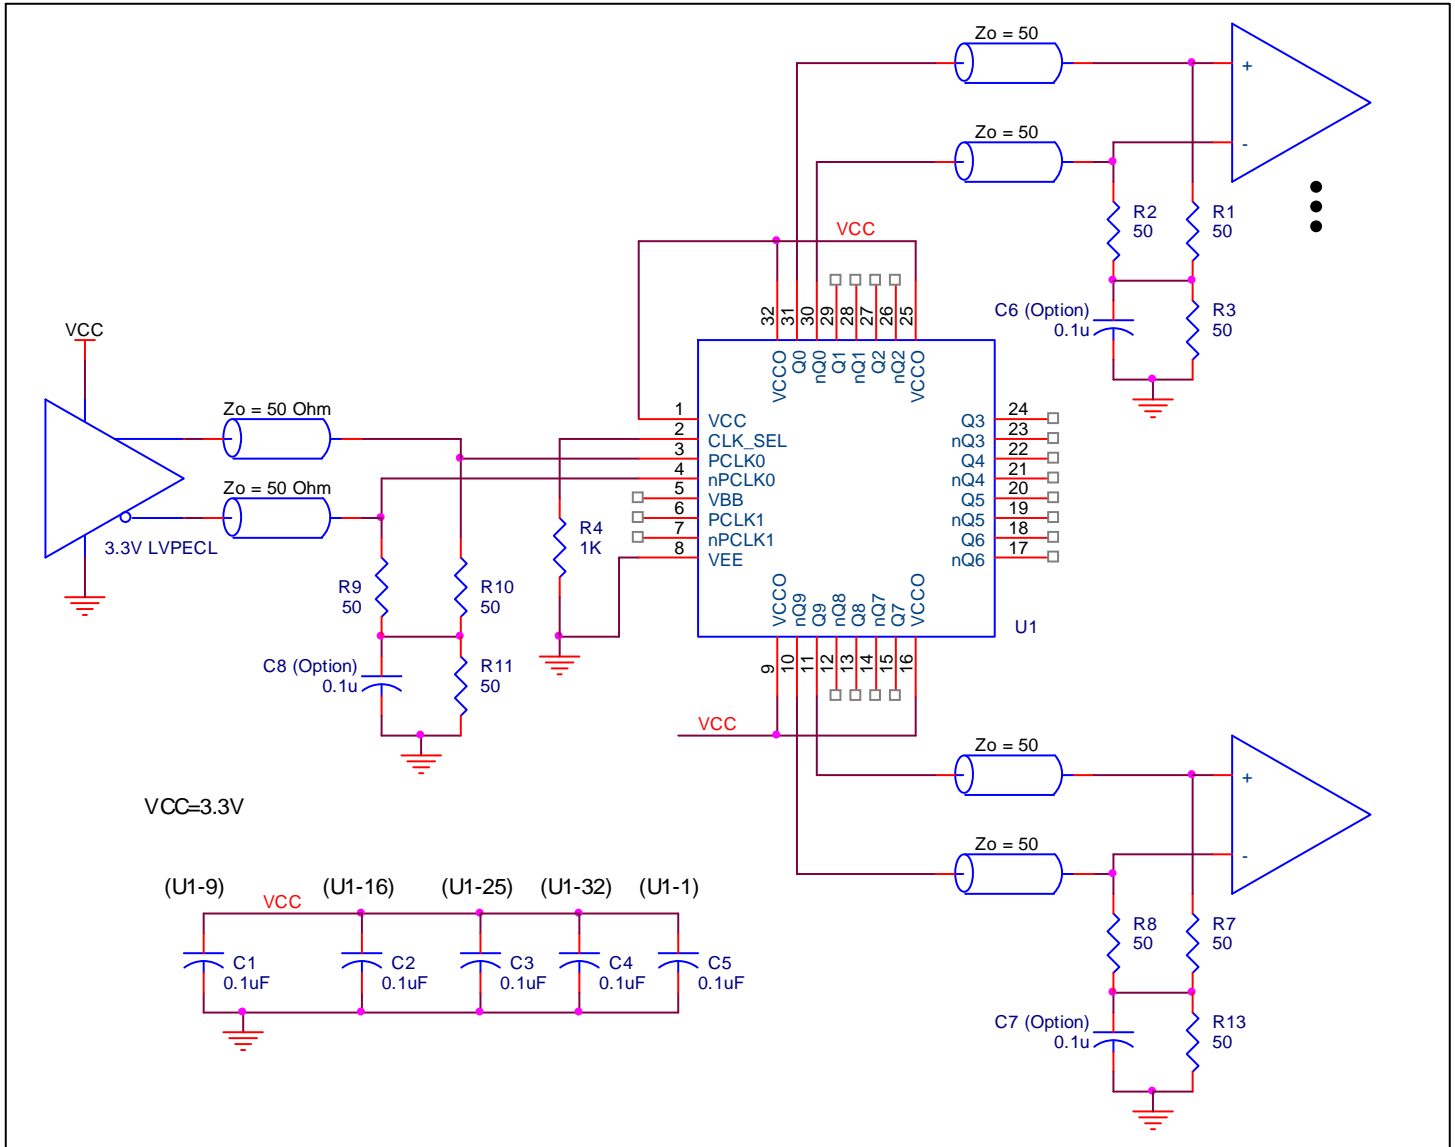 Zo = 50
+
Zo = 50
-
R2
50
R1
50
VCC
C6 (Option)
0.1u
R3
50
32
31
30
29
28
27
26
25
VCCO
Q0
nQ0
Q1
nQ1
Q2
nQ2
VCCO
VCC
Zo = 50 Ohm
Zo = 50 Ohm
3.3V LVPECL
1
2
3
4
5
6
7
8
VCC
CLK_SEL
PCLK0
nPCLK0
VBB
PCLK1
nPCLK1
VEE
Q3
nQ3
Q4
nQ4
Q5
nQ5
Q6
nQ6
24
23
22
21
20
19
18
17
R4
1K
R9
50
R10
50
C8 (Option)
0.1u
R11
50
VCCO
nQ9
Q9
nQ8
Q8
nQ7
Q7
VCCO
U1
9
10
11
12
13
14
15
16
VCC
Zo = 50
+
Zo = 50
-
R8
50
R7
50
C7 (Option)
0.1u
R13
50
VCC=3.3V
(U1-9)
(U1-16)
(U1-25)
(U1-32)
(U1-1)
VCC
C1
0.1uF
C2
0.1uF
C3
0.1uF
C4
0.1uF
C5
0.1uF